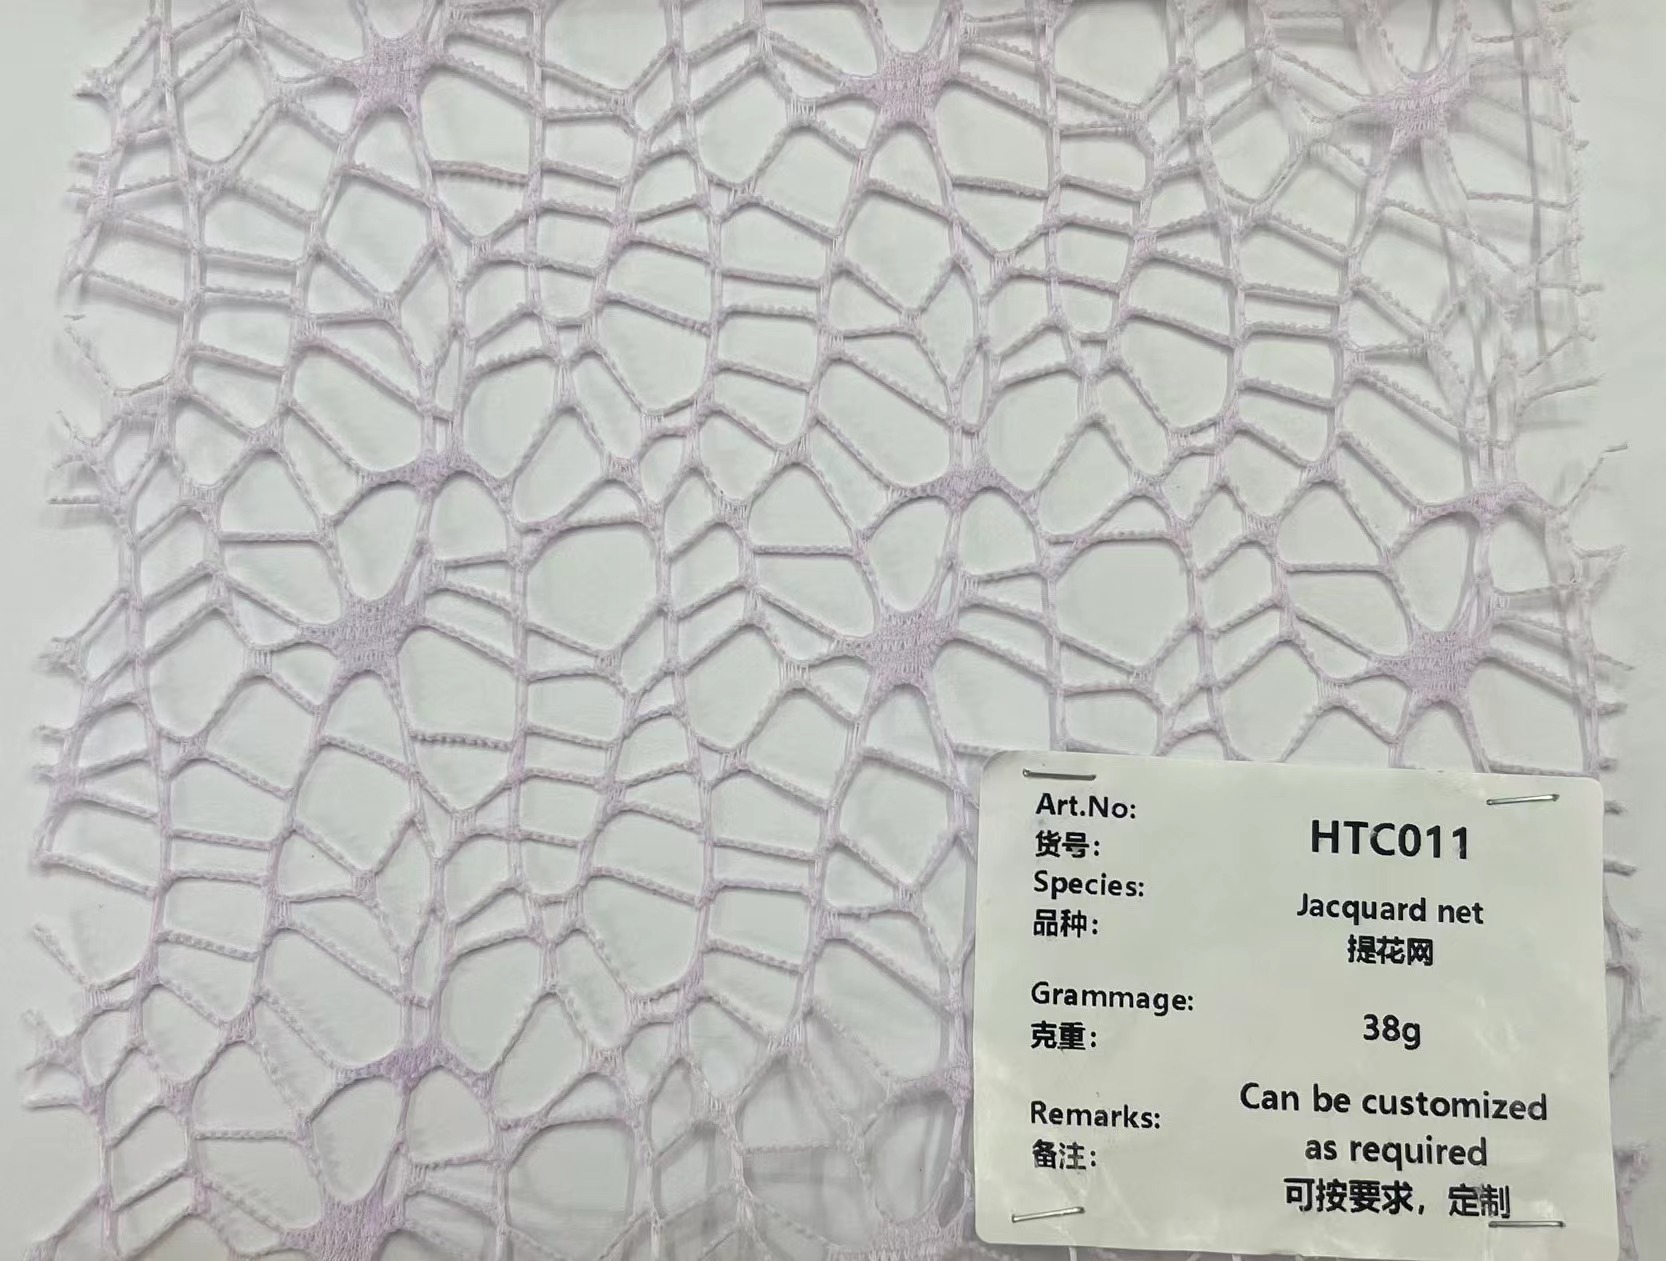 Art.No:
货号:
HTC011
Species:
品种:
Jacquard net
提花网
Grammage:
克重:
38g
Remarks:
备注:
Can be customized
as required
可按要求，定制